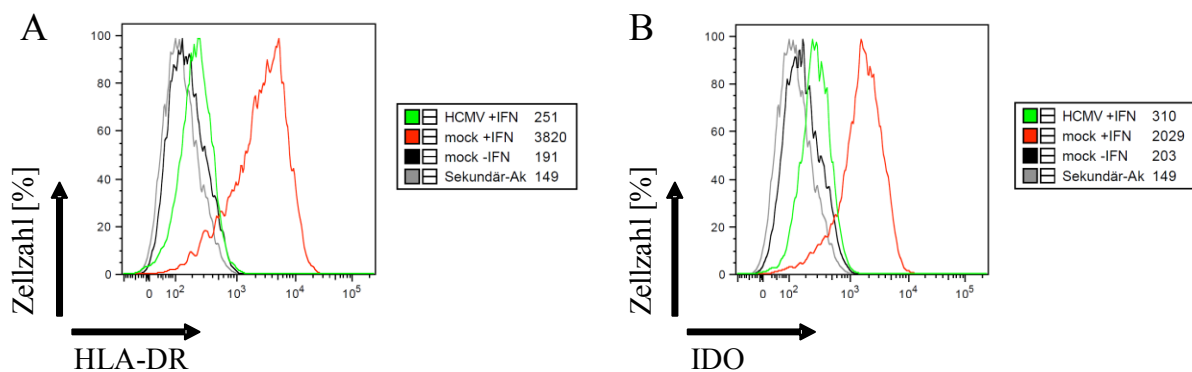 A
Zellzahl [%]
100
80
60
40
20
0
0 10² 10³ 10⁴ 10⁵
HLA-DR
HCMV +IFN 251
mock +IFN 3820
mock -IFN 191
Sekundär-Ak 149
B
Zellzahl [%]
100
80
60
40
20
0
0 10² 10³ 10⁴ 10⁵
IDO
HCMV +IFN 310
mock +IFN 2029
mock -IFN 203
Sekundär-Ak 149